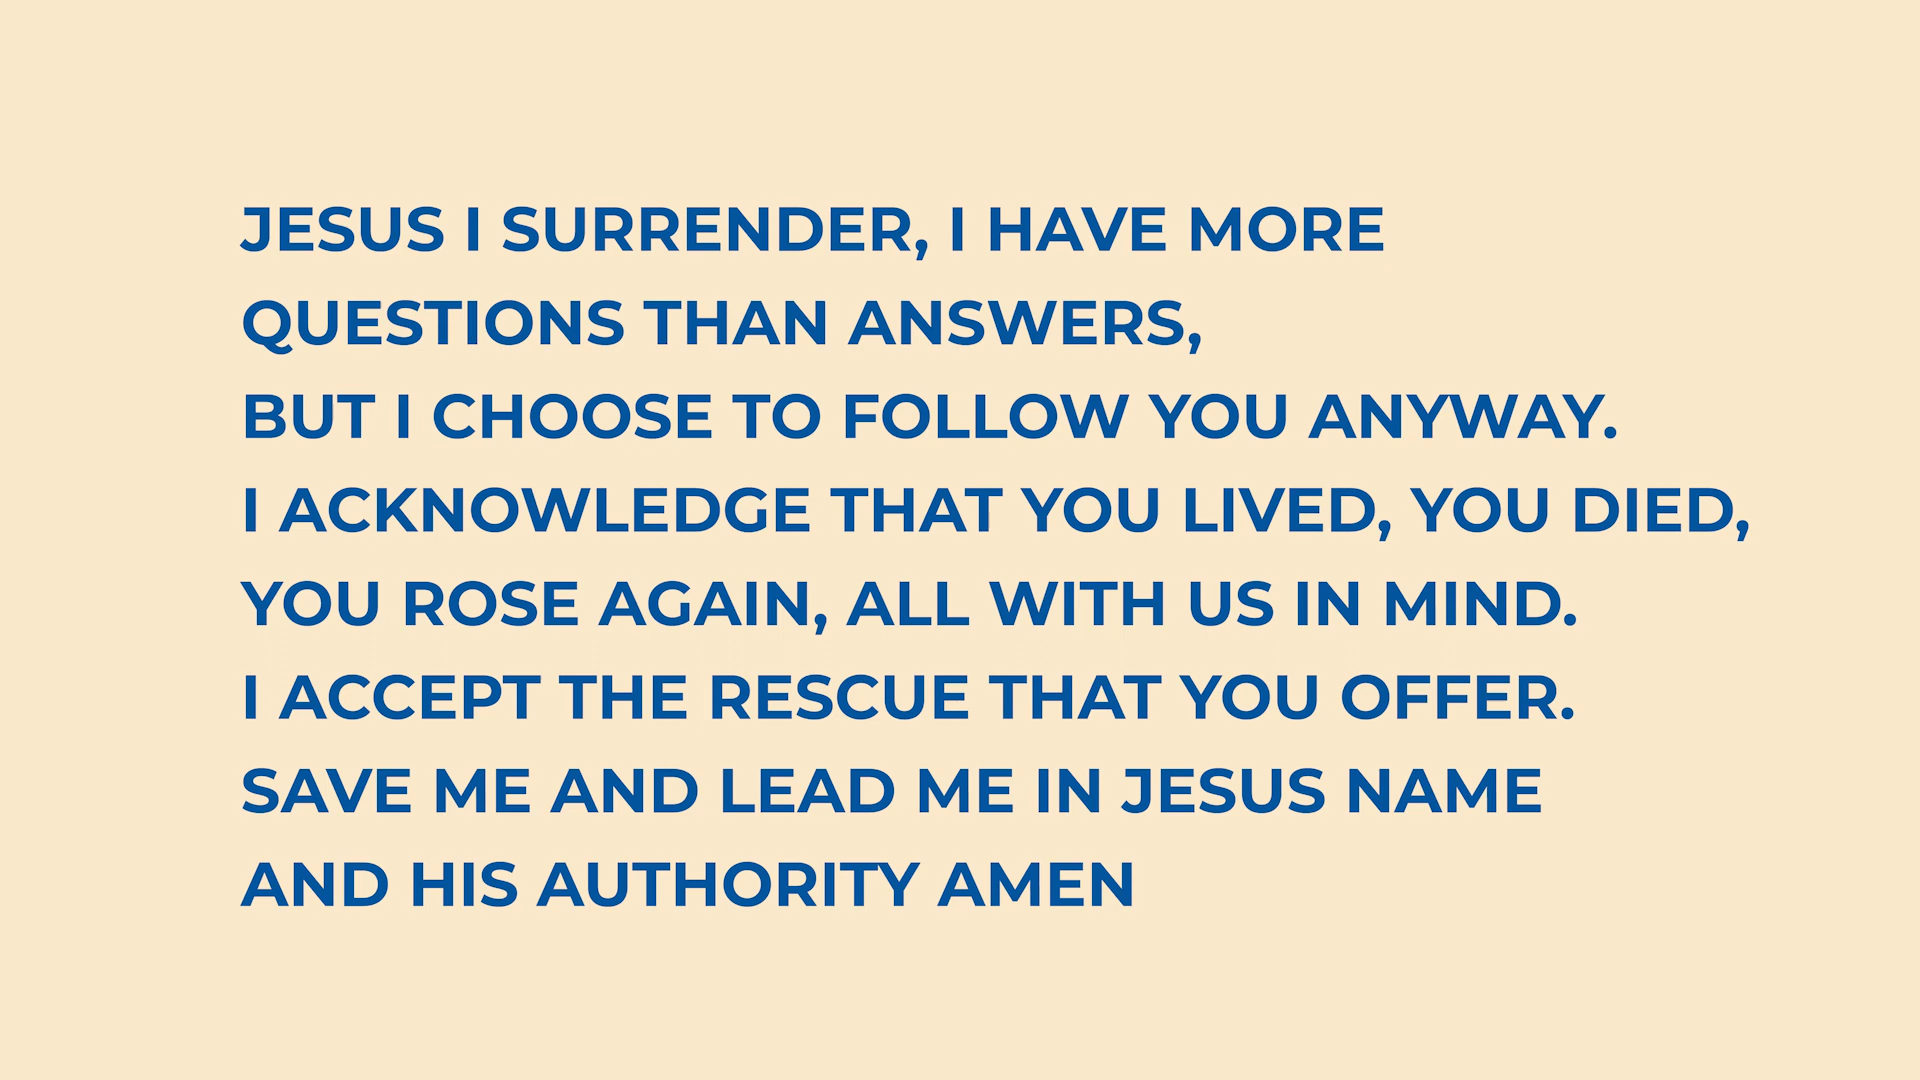 JESUS I SURRENDER, I HAVE MORE
QUESTIONS THAN ANSWERS,
BUT I CHOOSE TO FOLLOW YOU ANYWAY.
I ACKNOWLEDGE THAT YOU LIVED, YOU DIED,
YOU ROSE AGAIN, ALL WITH US IN MIND.
I ACCEPT THE RESCUE THAT YOU OFFER.
SAVE ME AND LEAD ME IN JESUS NAME
AND HIS AUTHORITY AMEN